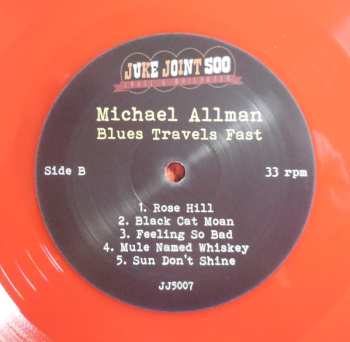 JUKE JOINT 500
Michael Allman
Blues Travels Fast
Side B
33 rpm
1. Rose Hill
2. Black Cat Moan
3. Feeling So Bad
4. Mule Named Whiskey
5. Sun Don't Shine
JJ5007